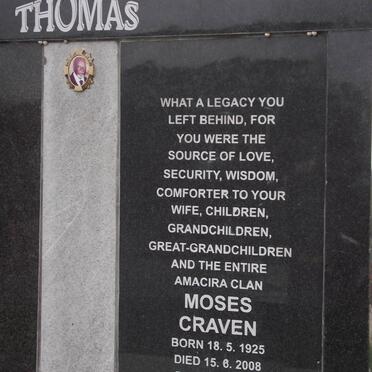 THOMAS
WHAT A LEGACY YOU
LEFT BEHIND, FOR
YOU WERE THE
SOURCE OF LOVE,
SECURITY, WISDOM,
COMFORTER TO YOUR
WIFE, CHILDREN,
GRANDCHILDREN,
GREAT-GRANDCHILDREN
AND THE ENTIRE
AMACIRA CLAN
MOSES
CRAVEN
BORN 18. 5. 1925
DIED 15. 6. 2008